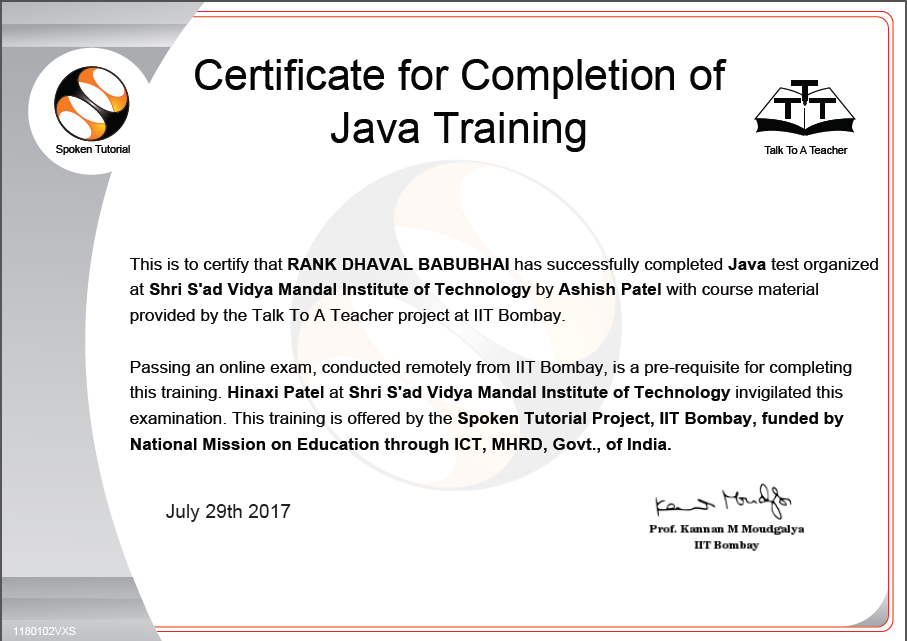 Certificate for Completion of
Java Training
Spoken Tutorial
TTT
Talk To A Teacher
This is to certify that RANK DHAVAL BABUBHAI has successfully completed Java test organized
at Shri S'ad Vidya Mandal Institute of Technology by Ashish Patel with course material
provided by the Talk To A Teacher project at IIT Bombay.
Passing an online exam, conducted remotely from IIT Bombay, is a pre-requisite for completing
this training. Hinaxi Patel at Shri S'ad Vidya Mandal Institute of Technology invigilated this
examination. This training is offered by the Spoken Tutorial Project, IIT Bombay, funded by
National Mission on Education through ICT, MHRD, Govt., of India.
July 29th 2017
Prof. Kannan M Moudgalya
IIT Bombay
1180102VXS